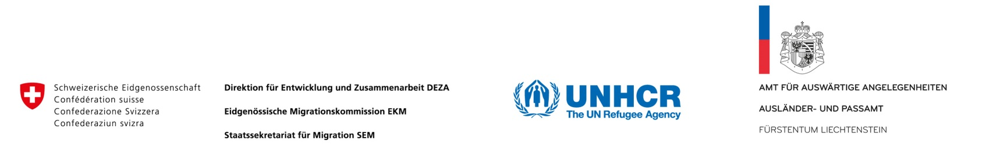 Schweizerische Eidgenossenschaft
Confédération suisse
Confederazione Svizzera
Confederaziun svizra
Direktion für Entwicklung und Zusammenarbeit DEZA
Eidgenössische Migrationskommission EKM
Staatssekretariat für Migration SEM
UNHCR
The UN Refugee Agency
AMT FÜR AUSWÄRTIGE ANGELEGENHEITEN
AUSLÄNDER- UND PASSAMT
FÜRSTENTUM LIECHTENSTEIN